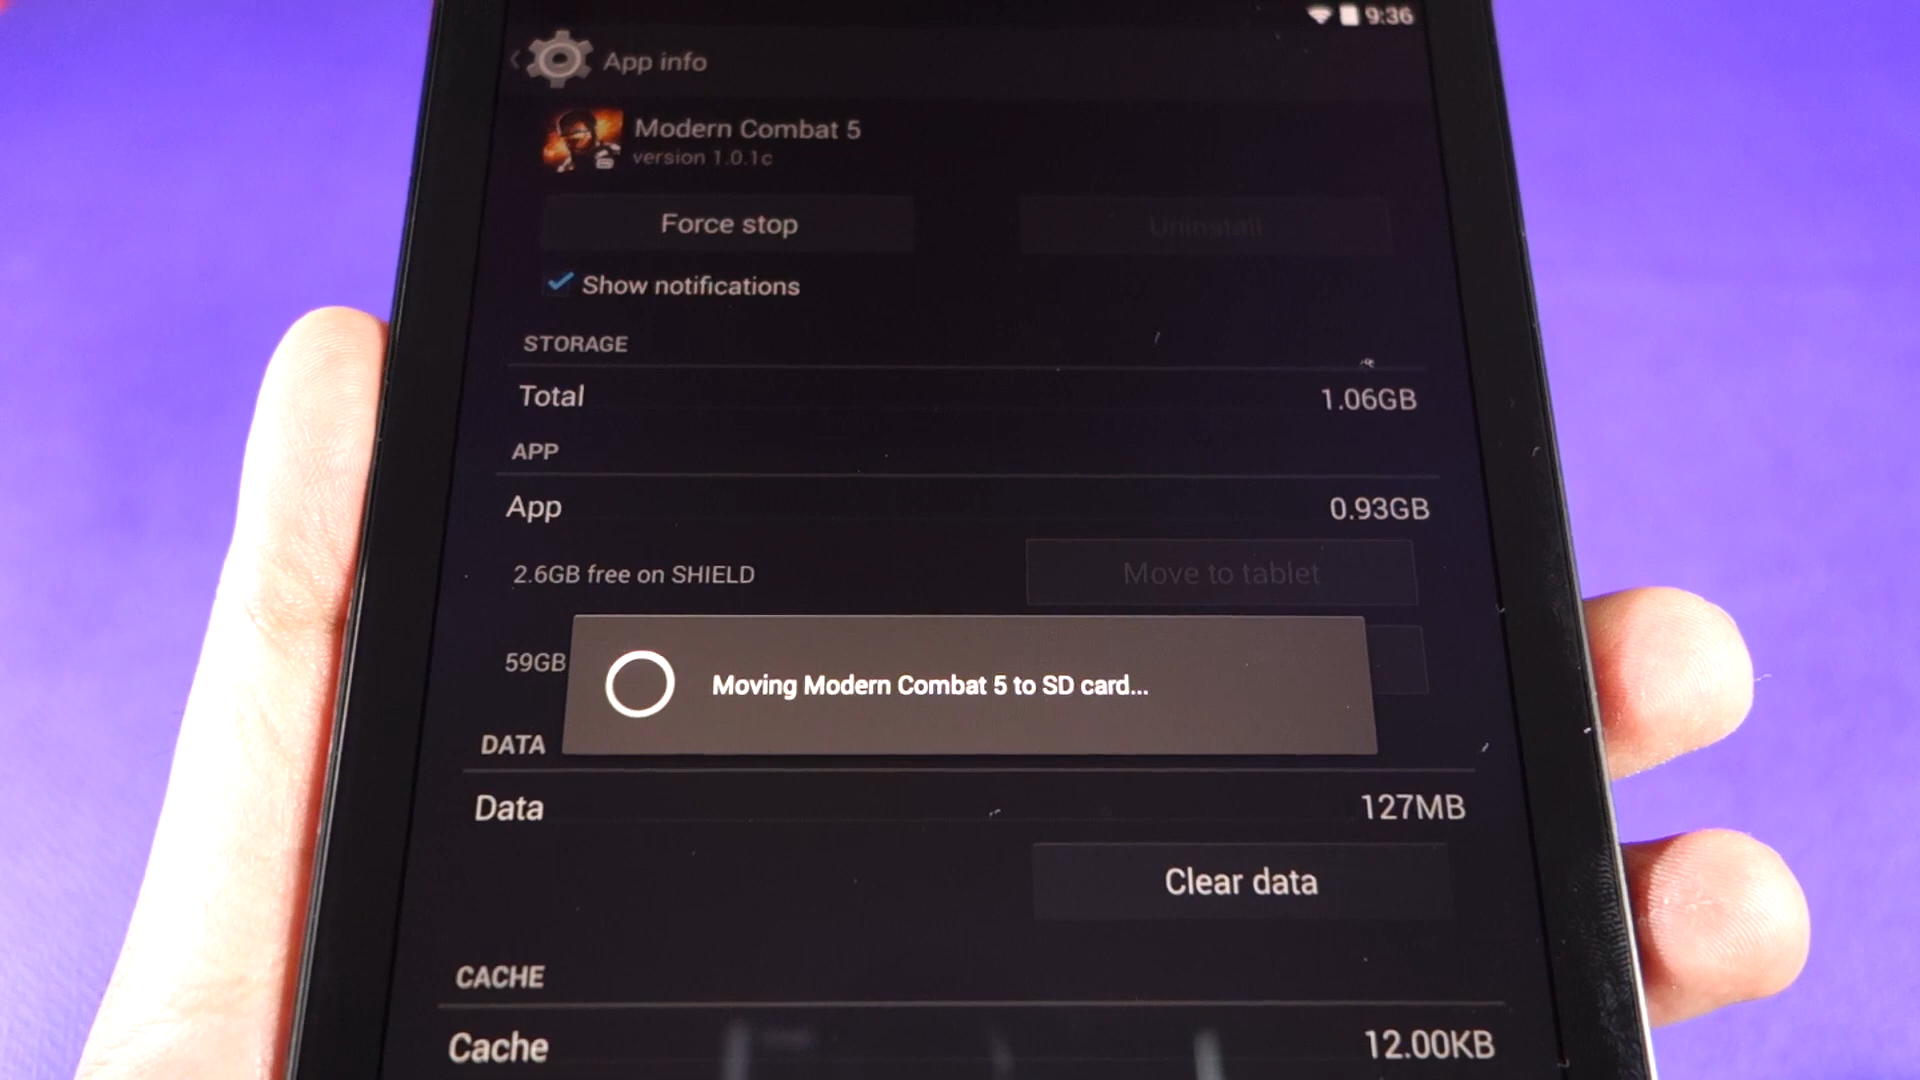 9:36
App info
Modern Combat 5
version 1.0.1c
Force stop
Uninstall
Show notifications
STORAGE
Total 1.06GB
APP
App 0.93GB
2.6GB free on SHIELD Move to tablet
59GB
Moving Modern Combat 5 to SD card...
DATA
Data 127MB
Clear data
CACHE
Cache 12.00KB